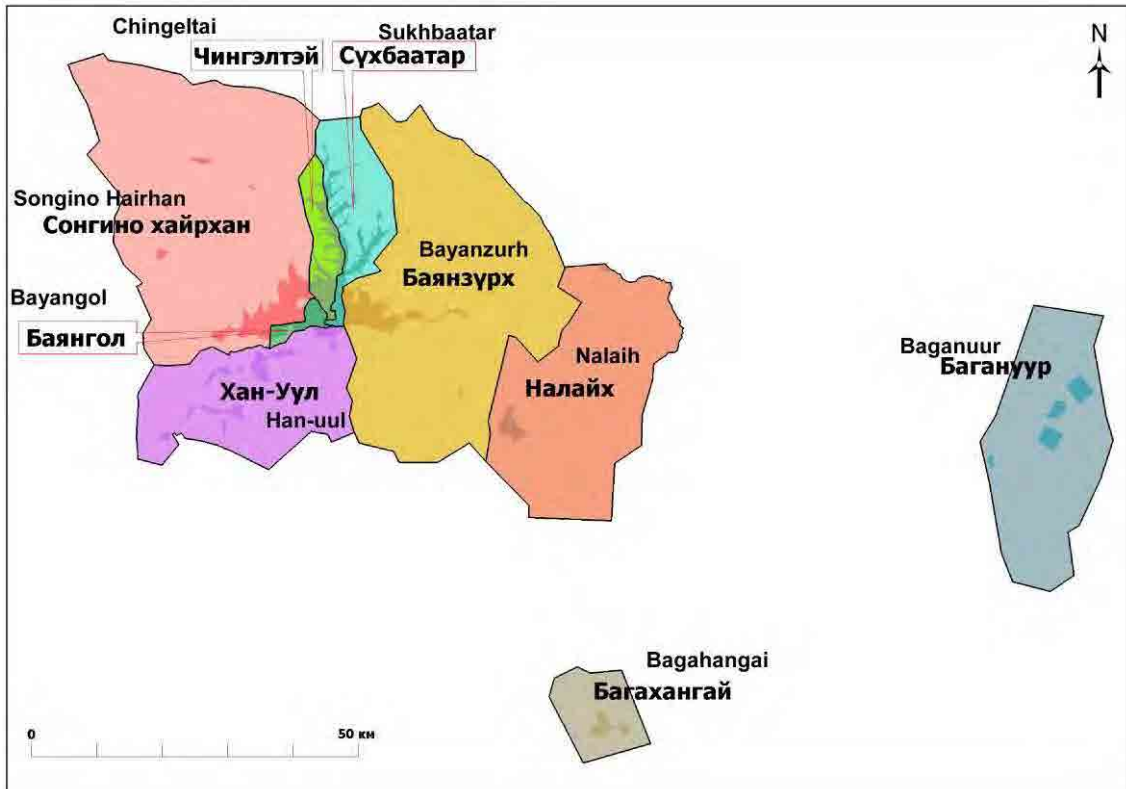 Chingeltai
Sukhbaatar
N
Чингэлтэй
Сүхбаатар
Songino Hairhan
Сонгино хайрхан
Bayanzurh
Баянзүрх
Bayangol
Баянгол
Nalaih
Налайх
Baganuur
Багануур
Хан-Уул
Han-uul
Bagahangai
Багахангай
0
50 км